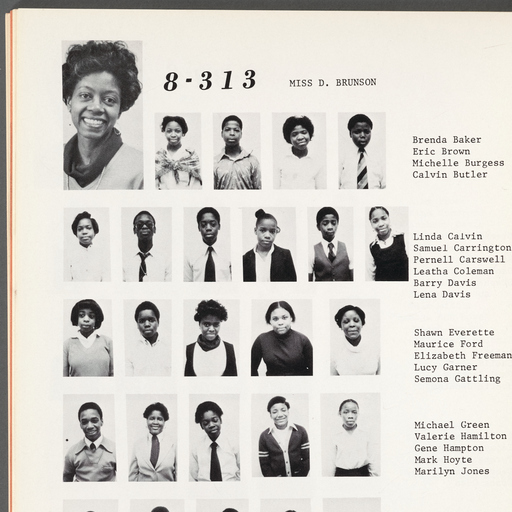 8-313
MISS D. BRUNSON
Brenda Baker
Eric Brown
Michelle Burgess
Calvin Butler
Linda Calvin
Samuel Carrington
Pernell Carswell
Leatha Coleman
Barry Davis
Lena Davis
Shawn Everette
Maurice Ford
Elizabeth Freeman
Lucy Garner
Semona Gattling
Michael Green
Valerie Hamilton
Gene Hampton
Mark Hoyte
Marilyn Jones